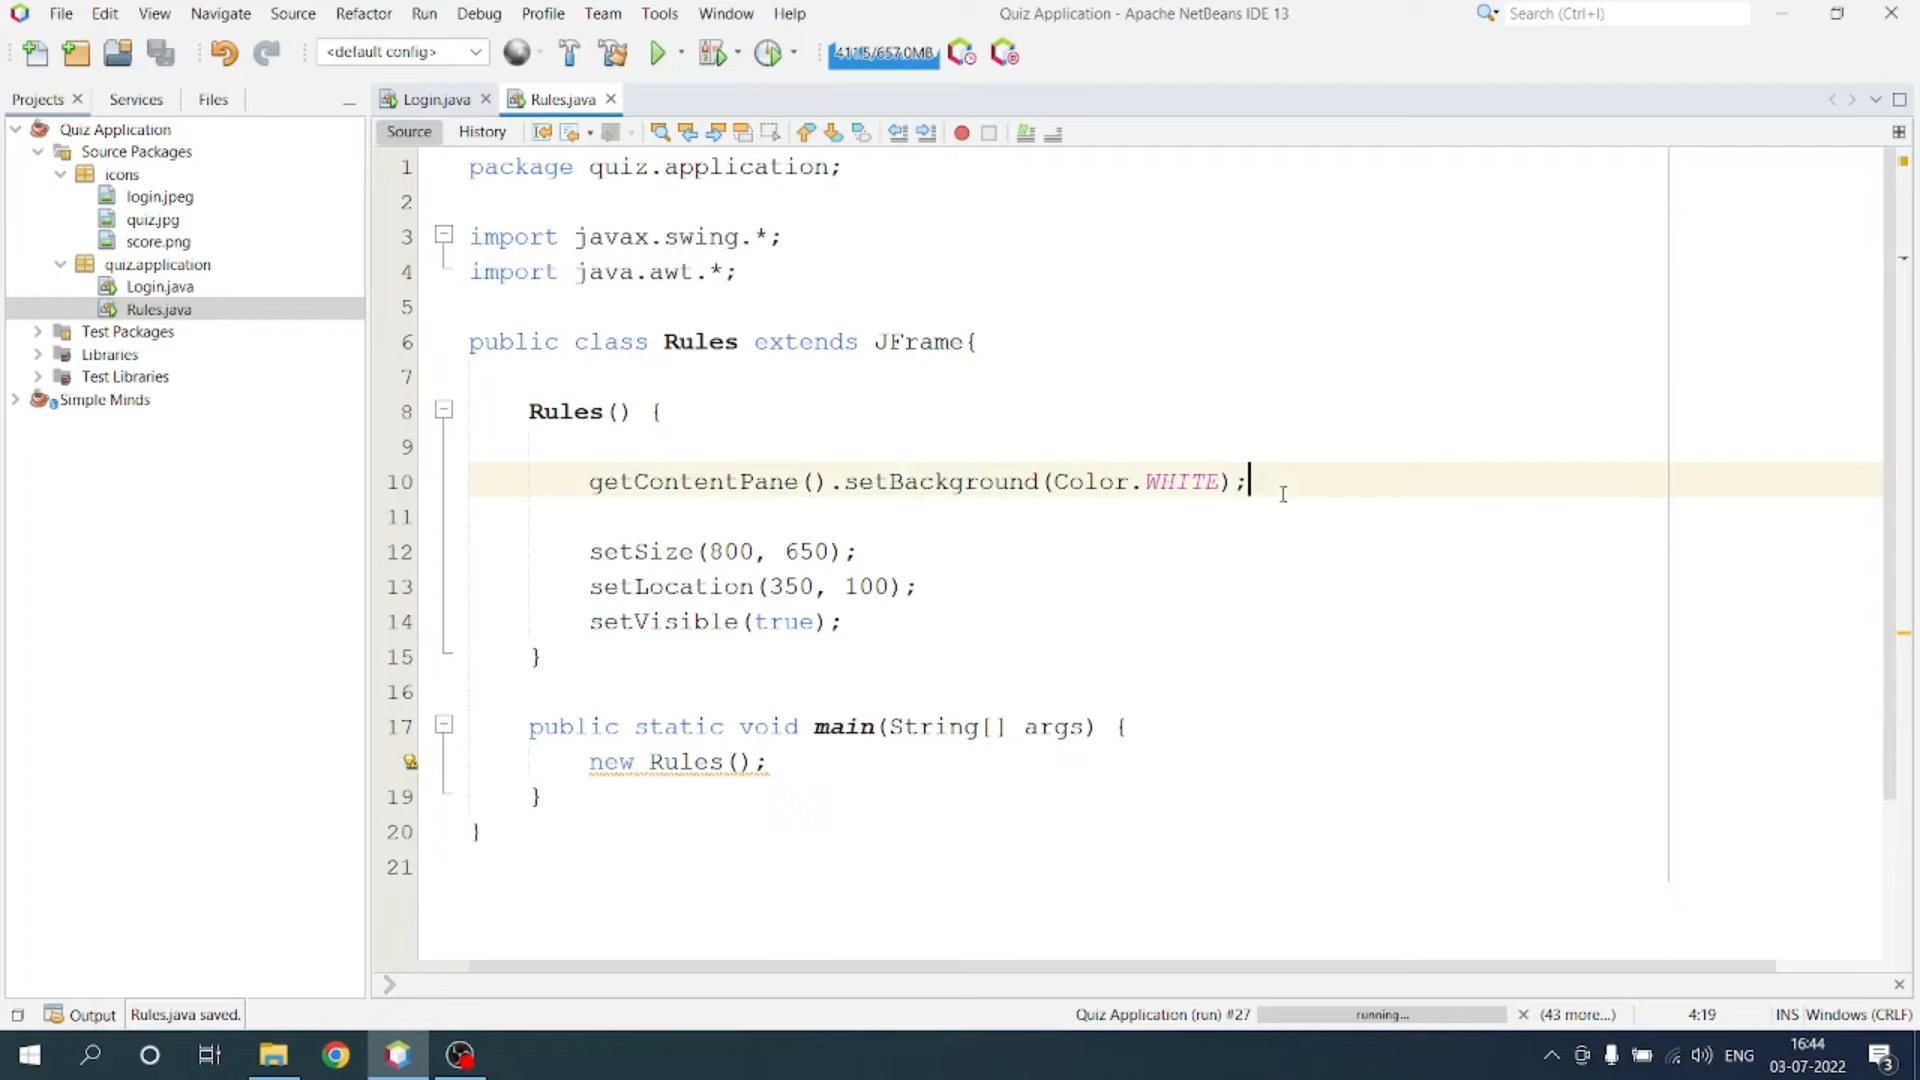 File Edit View Navigate Source Refactor Run Debug Profile Team Tools Window Help
Quiz Application - Apache NetBeans IDE 13
Search (Ctrl+I)
<default config>
411.5/657.0MB
Projects
Services
Files
Login.java
Rules.java
Source
History
Quiz Application
Source Packages
icons
login.jpeg
quiz.jpg
score.png
quiz.application
Login.java
Rules.java
Test Packages
Libraries
Test Libraries
Simple Minds
1 package quiz.application;
2
3 import javax.swing.*;
4 import java.awt.*;
5
6 public class Rules extends JFrame{
7
8 Rules() {
9
10 getContentPane().setBackground(Color.WHITE);
11
12 setSize(800, 650);
13 setLocation(350, 100);
14 setVisible(true);
15 }
16
17 public static void main(String[] args) {
new Rules();
19 }
20 }
21
Output
Rules.java saved.
Quiz Application (run) #27
running...
(43 more...)
4:19
INS
Windows (CRLF)
ENG
16:44
03-07-2022
3